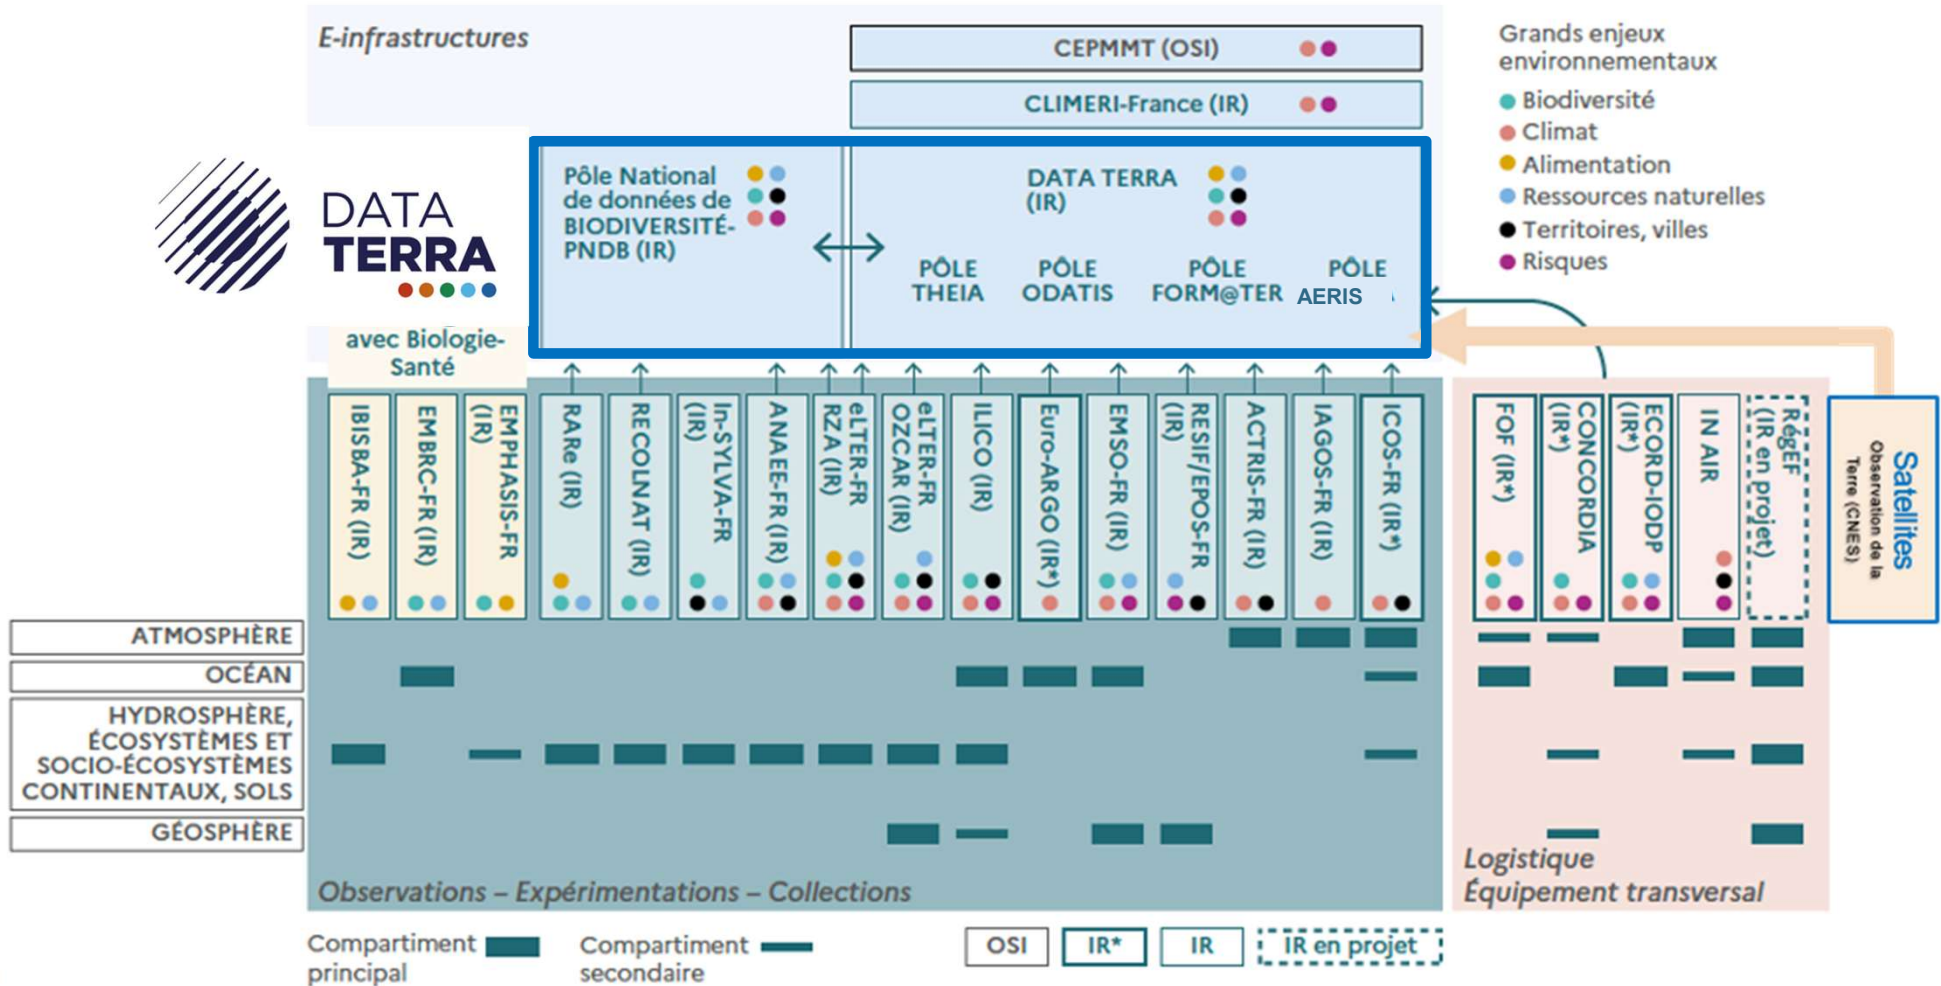 E-infrastructures
CEPMMT (OSI)
CLIMERI-France (IR)
Grands enjeux
environnementaux
Biodiversité
Climat
Alimentation
Ressources naturelles
Territoires, villes
Risques
DATA
TERRA
Pôle National
de données de
BIODIVERSITÉ-
PNDB (IR)
DATA TERRA
(IR)
PÔLE
THEIA
PÔLE
ODATIS
PÔLE
FORM@TER
PÔLE
AERIS
avec Biologie-
Santé
IBISBA-FR (IR)
EMBRC-FR (IR)
EMPHASIS-FR
(IR)
RARe (IR)
RECOLNAT (IR)
In-SYLVA-FR
(IR)
ANAEE-FR (IR)
eLTER-FR
RZA (IR)
eLTER-FR
OZCAR (IR)
ILICO (IR)
Euro-ARGO (IR*)
EMSO-FR (IR)
RESIF/EPOS-FR
(IR)
ACTRIS-FR (IR)
IAGOS-FR (IR)
ICOS-FR (IR*)
FOF (IR*)
CONCORDIA
(IR*)
ECORD-IODP
(IR*)
IN AIR
RégEF
(IR en projet)
Satellites
Observation de la
Terre (CNES)
ATMOSPHÈRE
OCÉAN
HYDROSPHÈRE,
ÉCOSYSTÈMES ET
SOCIO-ÉCOSYSTÈMES
CONTINENTAUX, SOLS
GÉOSPHÈRE
Observations – Expérimentations – Collections
Logistique
Équipement transversal
Compartiment
principal
Compartiment
secondaire
OSI
IR*
IR
IR en projet